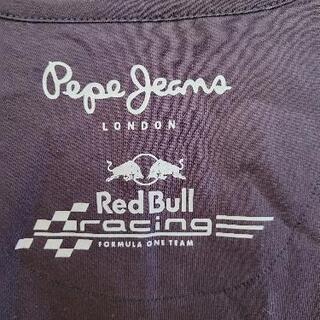 Pepe Jeans
LONDON
Red Bull
racing
FORMULA ONE TEAM